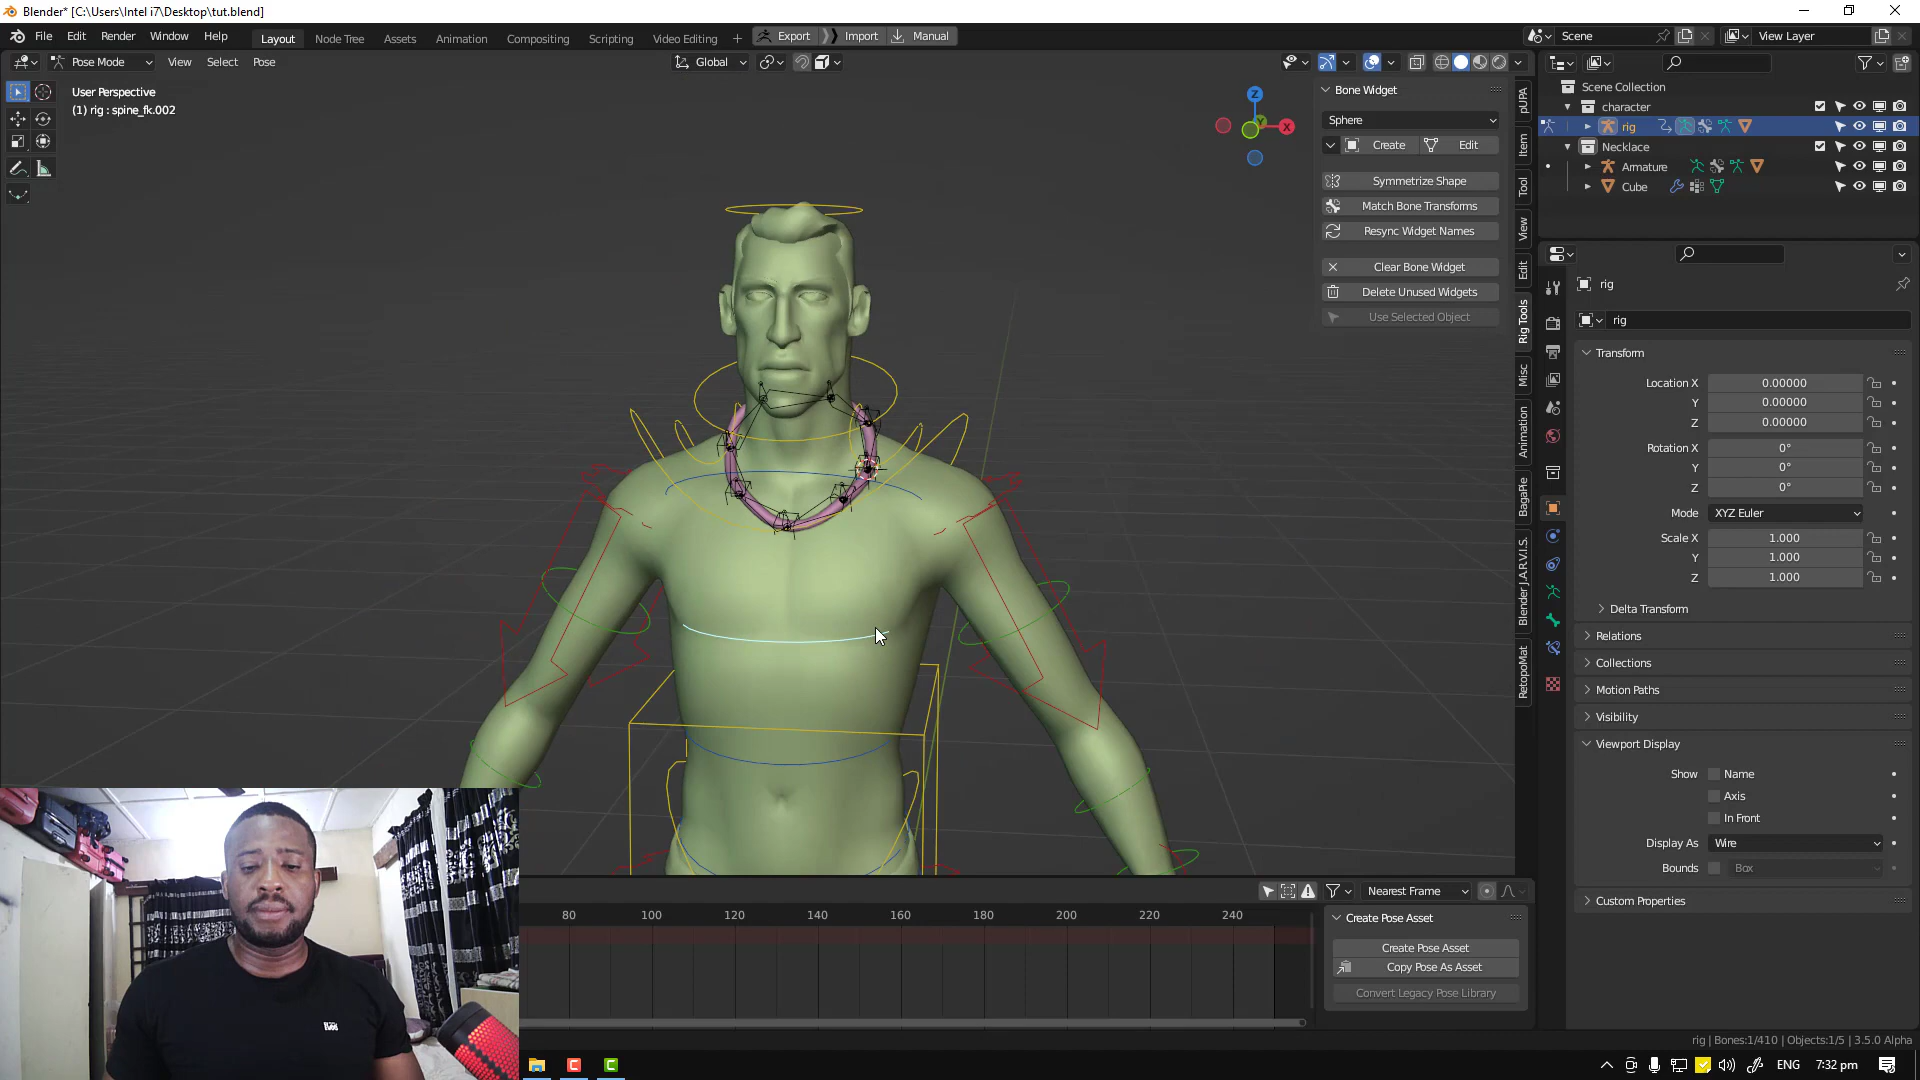 Blender* [C:\Users\Intel i7\Desktop\tut.blend]
File Edit Render Window Help
Layout Node Tree Assets Animation Compositing Scripting Video Editing +
Export Import Manual
Scene
View Layer
Pose Mode View Select Pose
Global
User Perspective
(1) rig : spine_fk.002
Z
X
Y
Bone Widget
Sphere
Create Edit
Symmetrize Shape
Match Bone Transforms
Resync Widget Names
Clear Bone Widget
Delete Unused Widgets
Use Selected Object
pUPA
Item
Tool
View
Edit
Rig Tools
Misc
Animation
BagaPie
Blender J.A.R.V.I.S.
RetopoMat
Scene Collection
character
rig
Necklace
Armature
Cube
rig
rig
Transform
Location X 0.00000
Y 0.00000
Z 0.00000
Rotation X 0°
Y 0°
Z 0°
Mode XYZ Euler
Scale X 1.000
Y 1.000
Z 1.000
Delta Transform
Relations
Collections
Motion Paths
Visibility
Viewport Display
Show Name
Axis
In Front
Display As Wire
Bounds Box
Custom Properties
Nearest Frame
80 100 120 140 160 180 200 220 240
Create Pose Asset
Create Pose Asset
Copy Pose As Asset
Convert Legacy Pose Library
rig | Bones:1/410 | Objects:1/5 | 3.5.0 Alpha
ENG 7:32 pm